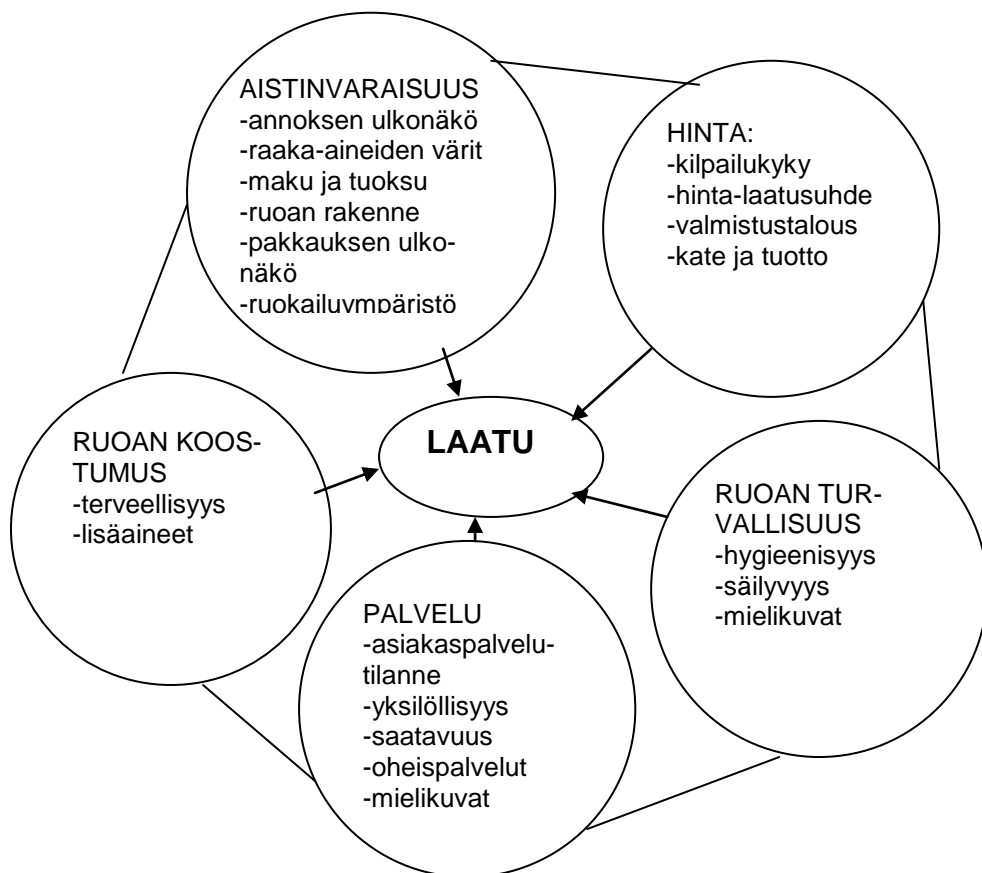 AISTINVARAISUUS
-annoksen ulkonäkö
-raaka-aineiden värit
-maku ja tuoksu
-ruoan rakenne
-pakkauksen ulko-
näkö
-ruokailuympäristö
HINTA:
-kilpailukyky
-hinta-laatusuhde
-valmistustalous
-kate ja tuotto
LAATU
RUOAN KOOS-
TUMUS
-terveellisyys
-lisäaineet
RUOAN TUR-
VALLISUUS
-hygieenisyys
-säilyvyys
-mielikuvat
PALVELU
-asiakaspalvelu-
tilanne
-yksilöllisyys
-saatavuus
-oheispalvelut
-mielikuvat